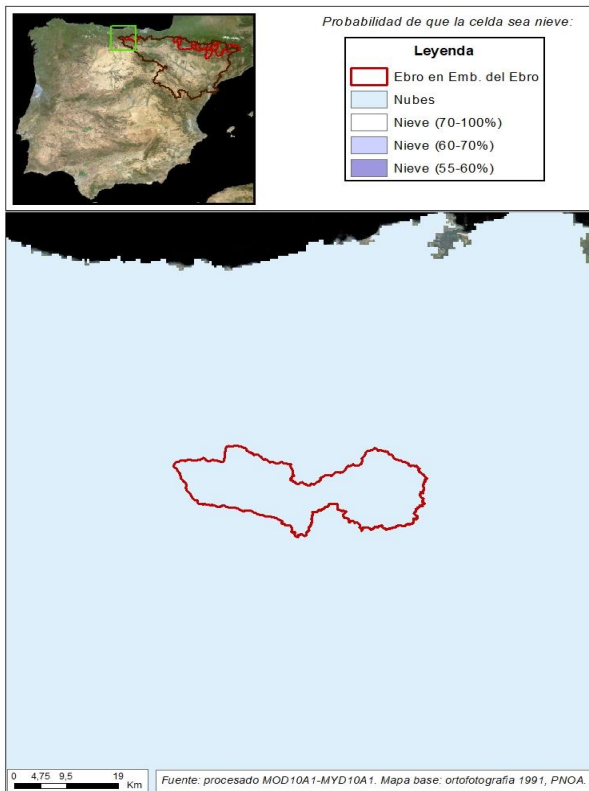 Probabilidad de que la celda sea nieve:
Leyenda
Ebro en Emb. del Ebro
Nubes
Nieve (70-100%)
Nieve (60-70%)
Nieve (55-60%)
0 4,75 9,5 19
Km
Fuente: procesado MOD10A1-MYD10A1. Mapa base: ortofotografia 1991, PNOA.